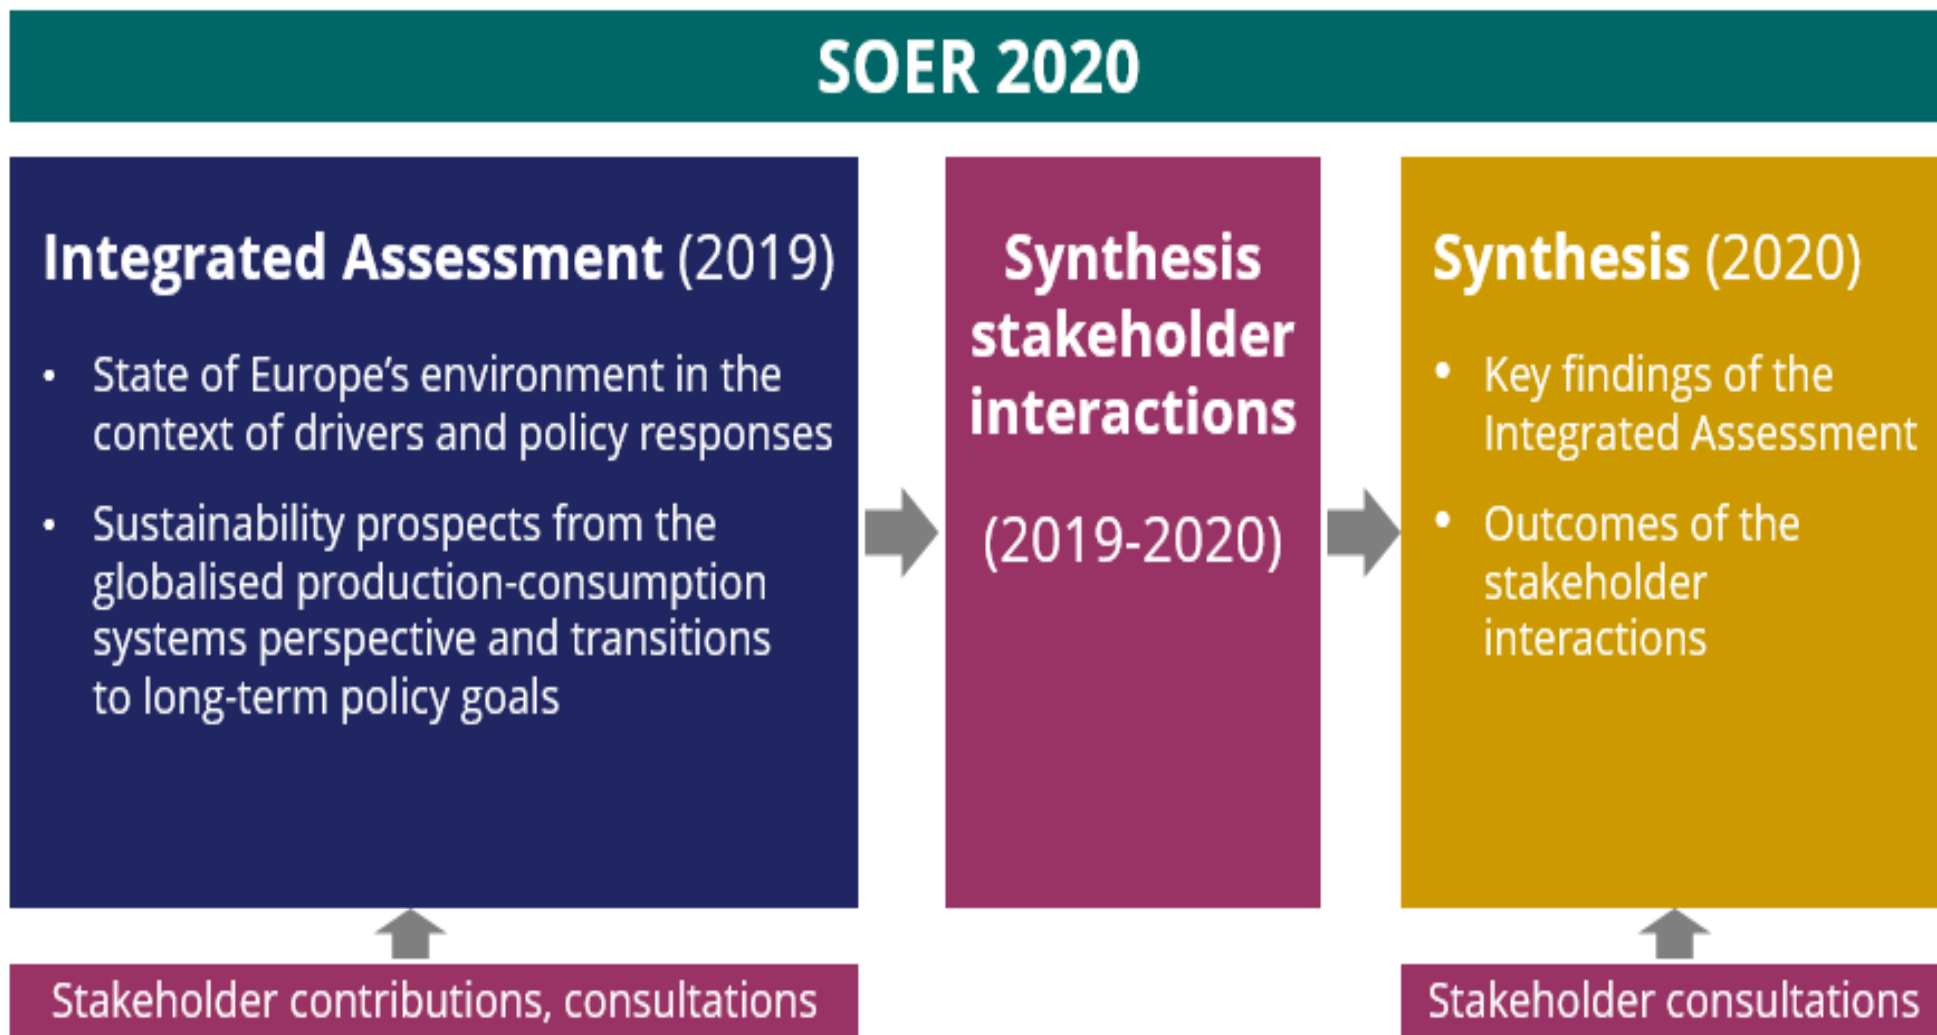 SOER 2020
Integrated Assessment (2019)
• State of Europe's environment in the
context of drivers and policy responses
• Sustainability prospects from the
globalised production-consumption
systems perspective and transitions
to long-term policy goals
Synthesis
stakeholder
interactions
(2019-2020)
Synthesis (2020)
• Key findings of the
Integrated Assessment
• Outcomes of the
stakeholder
interactions
Stakeholder contributions, consultations
Stakeholder consultations